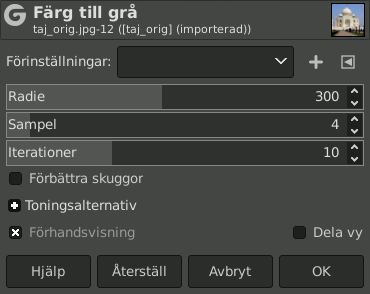 Färg till grå
taj_orig.jpg-12 ([taj_orig] (importerad))
Förinställningar:
Radie 300
Sampel 4
Iterationer 10
Förbättra skuggor
Toningsalternativ
Förhandsvisning Dela vy
Hjälp Återställ Avbryt OK